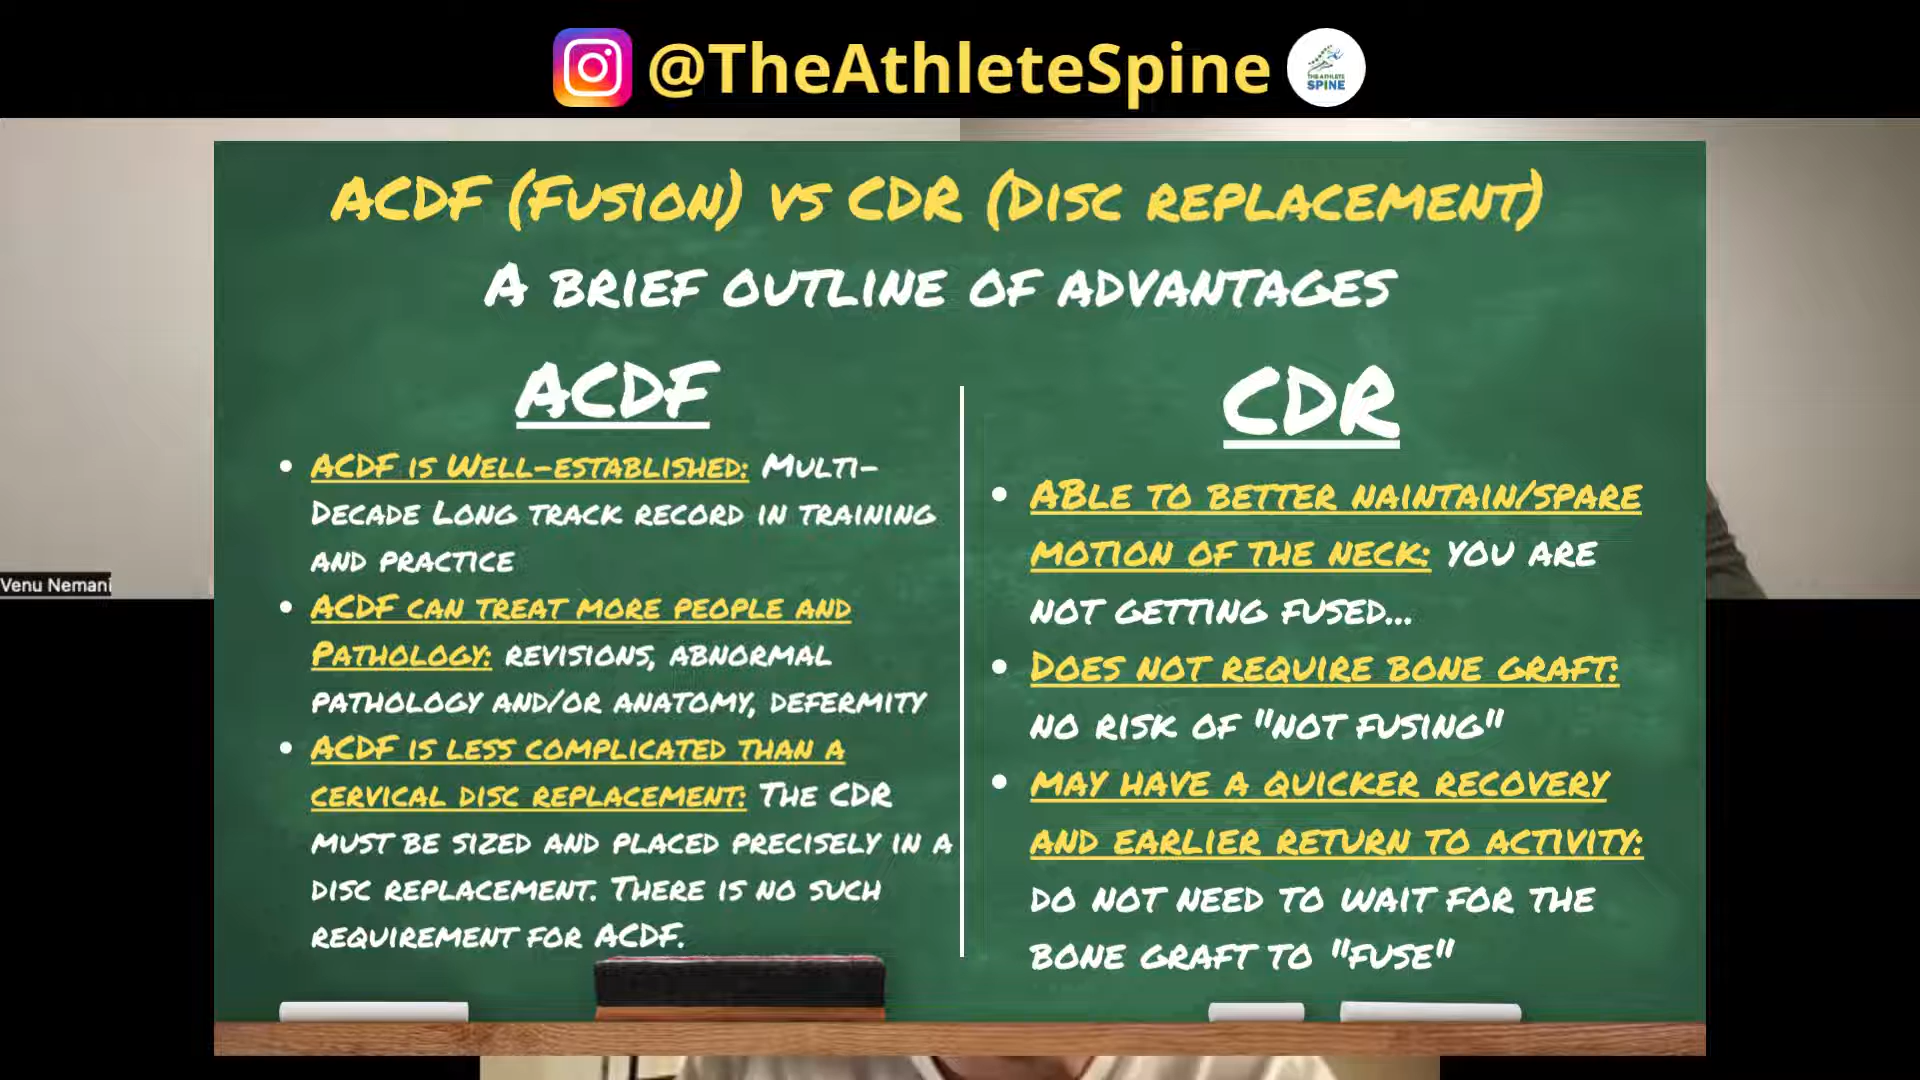 @TheAthleteSpine
THE ATHLETE
SPINE
ACDF (Fusion) vs CDR (Disc replacement)
A brief outline of advantages
ACDF
• ACDF is Well-established: Multi-
Decade Long track record in training
and practice
• ACDF can treat more people and
Pathology: revisions, abnormal
pathology and/or anatomy, defermity
• ACDF is less complicated than a
cervical disc replacement: The CDR
must be sized and placed precisely in a
disc replacement. There is no such
requirement for ACDF.
CDR
• ABle to better naintain/spare
motion of the neck: you are
not getting fused...
• Does not require bone graft:
no risk of "not fusing"
• may have a quicker recovery
and earlier return to activity:
do not need to wait for the
bone graft to "fuse"
Venu Nemani